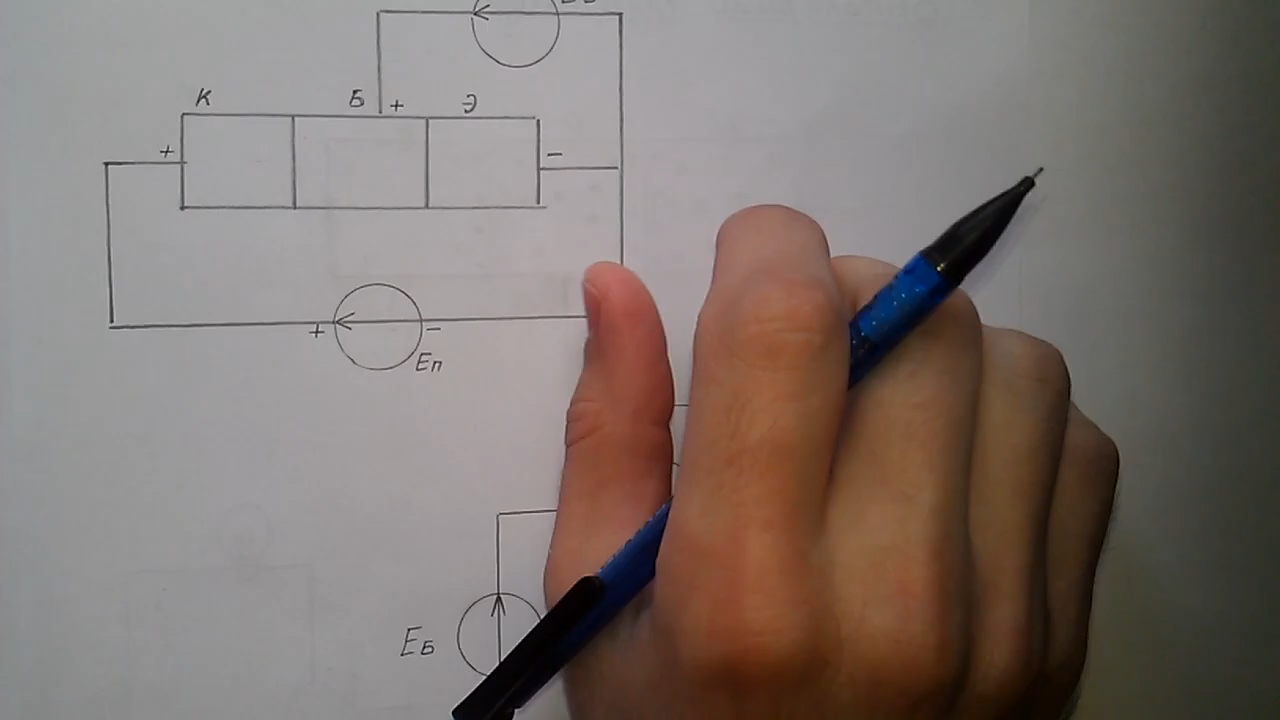 К Б + Э
+ -
+ -
Еп
ЕБ